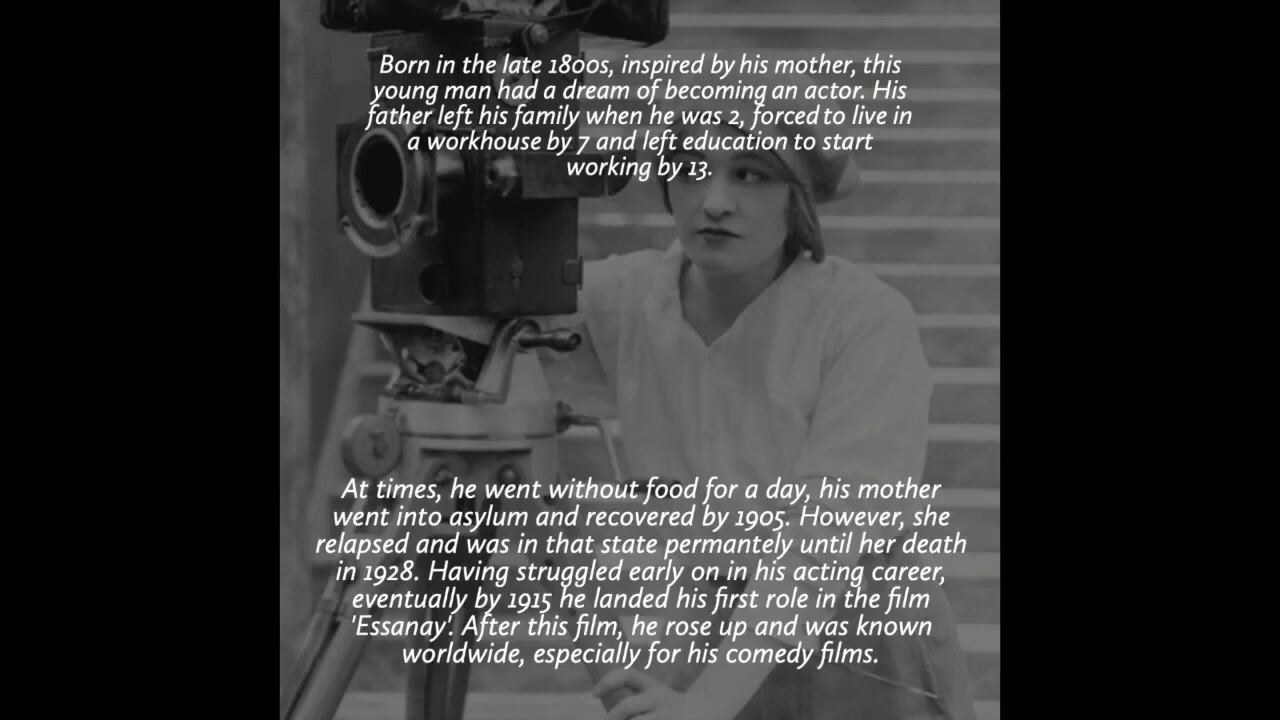 Born in the late 1800s, inspired by his mother, this
young man had a dream of becoming an actor. His
father left his family when he was 2, forced to live in
a workhouse by 7 and left education to start
working by 13.
At times, he went without food for a day, his mother
went into asylum and recovered by 1905. However, she
relapsed and was in that state permantely until her death
in 1928. Having struggled early on in his acting career,
eventually by 1915 he landed his first role in the film
'Essanay'. After this film, he rose up and was known
worldwide, especially for his comedy films.